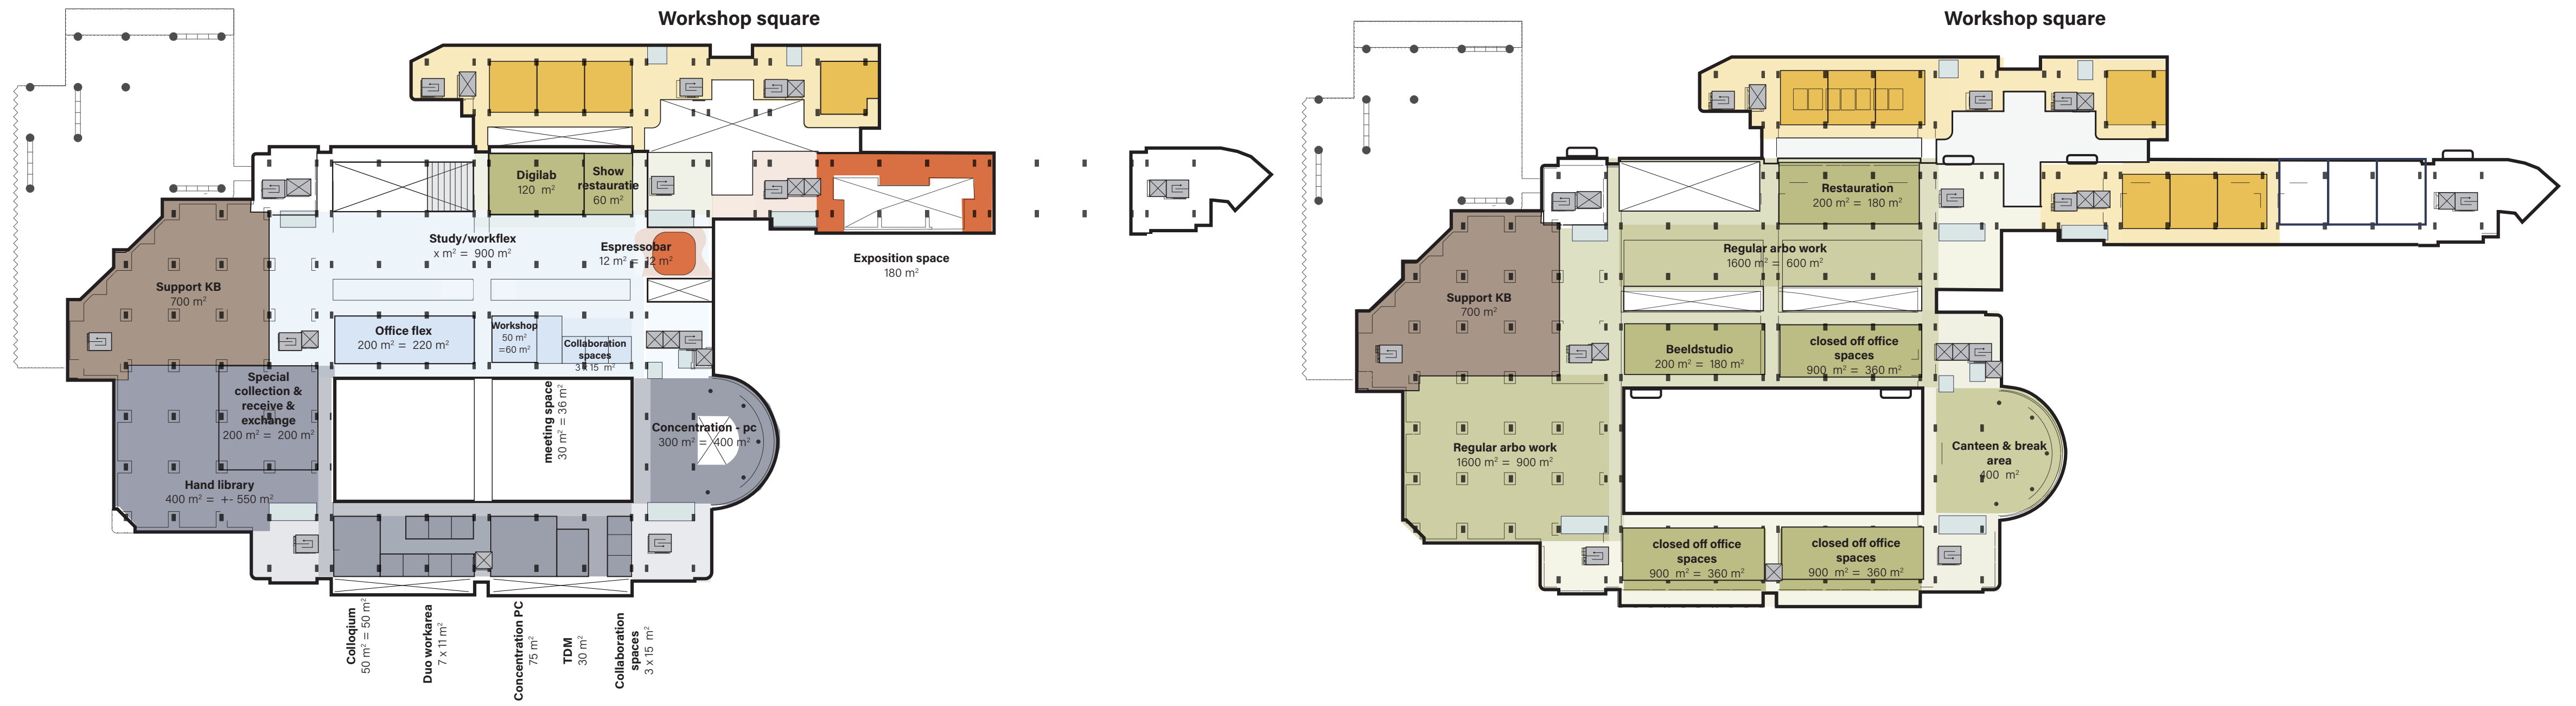 Workshop square
Digilab
120 m²
Show
restauratie
60 m²
Study/workflex
x m² = 900 m²
Espressobar
12 m² = 12 m²
Exposition space
180 m²
Support KB
700 m²
Office flex
200 m² = 220 m²
Workshop
50 m²
=60 m²
Collaboration
spaces
3 x 15 m²
Special
collection &
receive &
exchange
200 m² = 200 m²
meeting space
30 m² = 36 m²
Concentration - pc
300 m² = 400 m²
Hand library
400 m² = +- 550 m²
Colloqium
50 m² = 50 m²
Duo workarea
7 x 11 m²
Concentration PC
75 m²
TDM
30 m²
Collaboration
spaces
3 x 15 m²
Workshop square
Restauration
200 m² = 180 m²
Regular arbo work
1600 m² = 600 m²
Support KB
700 m²
Beeldstudio
200 m² = 180 m²
closed off office
spaces
900 m² = 360 m²
Regular arbo work
1600 m² = 900 m²
Canteen & break
area
400 m²
closed off office
spaces
900 m² = 360 m²
closed off office
spaces
900 m² = 360 m²